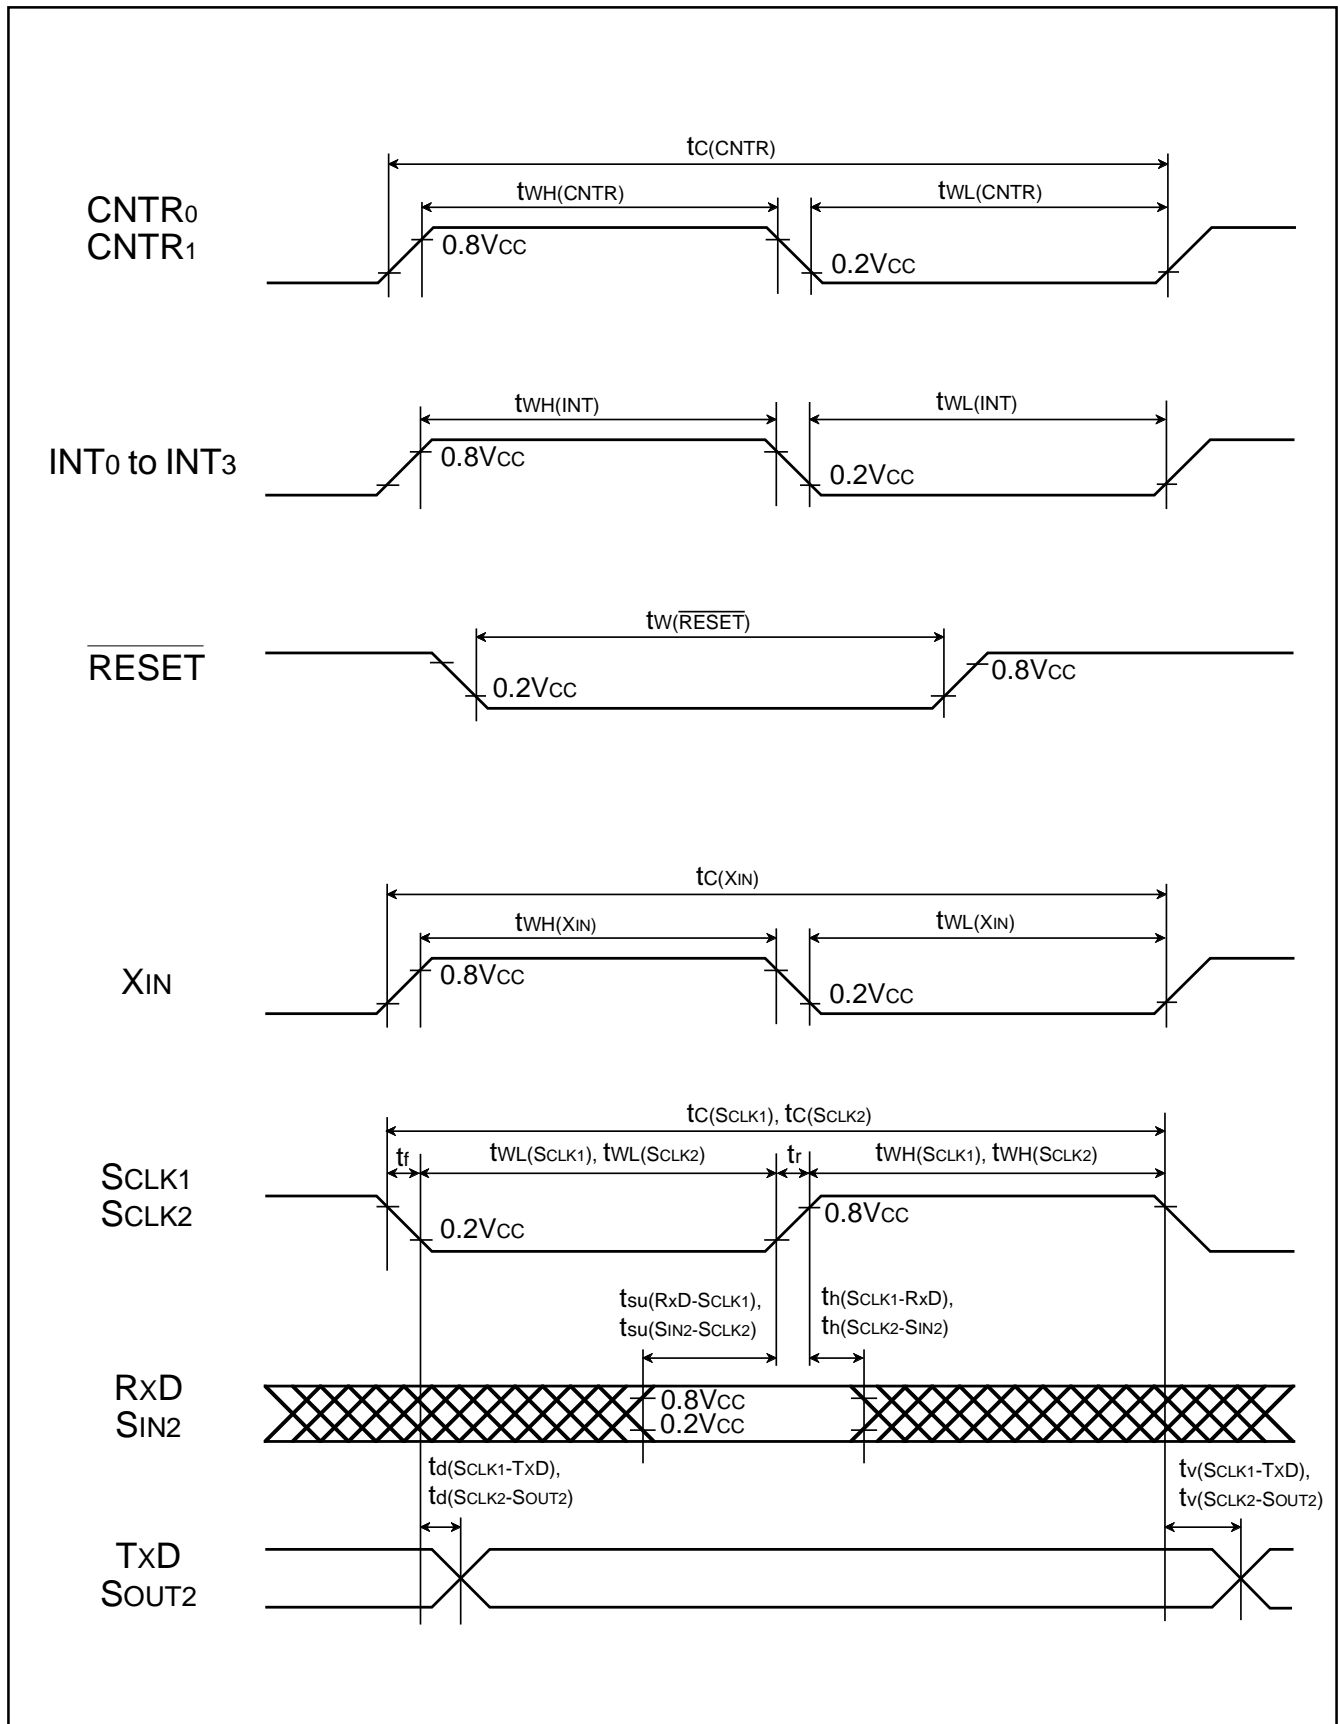 tC(CNTR)
tWH(CNTR)
tWL(CNTR)
CNTR0
CNTR1
0.8VCC
0.2VCC
tWH(INT)
tWL(INT)
INT0 to INT3
0.8VCC
0.2VCC
tW(RESET)
RESET
0.2VCC
0.8VCC
tC(XIN)
tWH(XIN)
tWL(XIN)
XIN
0.8VCC
0.2VCC
tC(SCLK1), tC(SCLK2)
tf
tWL(SCLK1), tWL(SCLK2)
tr
tWH(SCLK1), tWH(SCLK2)
SCLK1
SCLK2
0.2VCC
0.8VCC
tsu(RxD-SCLK1),
tsu(SIN2-SCLK2)
th(SCLK1-RxD),
th(SCLK2-SIN2)
RXD
SIN2
0.8VCC
0.2VCC
td(SCLK1-TXD),
td(SCLK2-SOUT2)
tv(SCLK1-TXD),
tv(SCLK2-SOUT2)
TXD
SOUT2